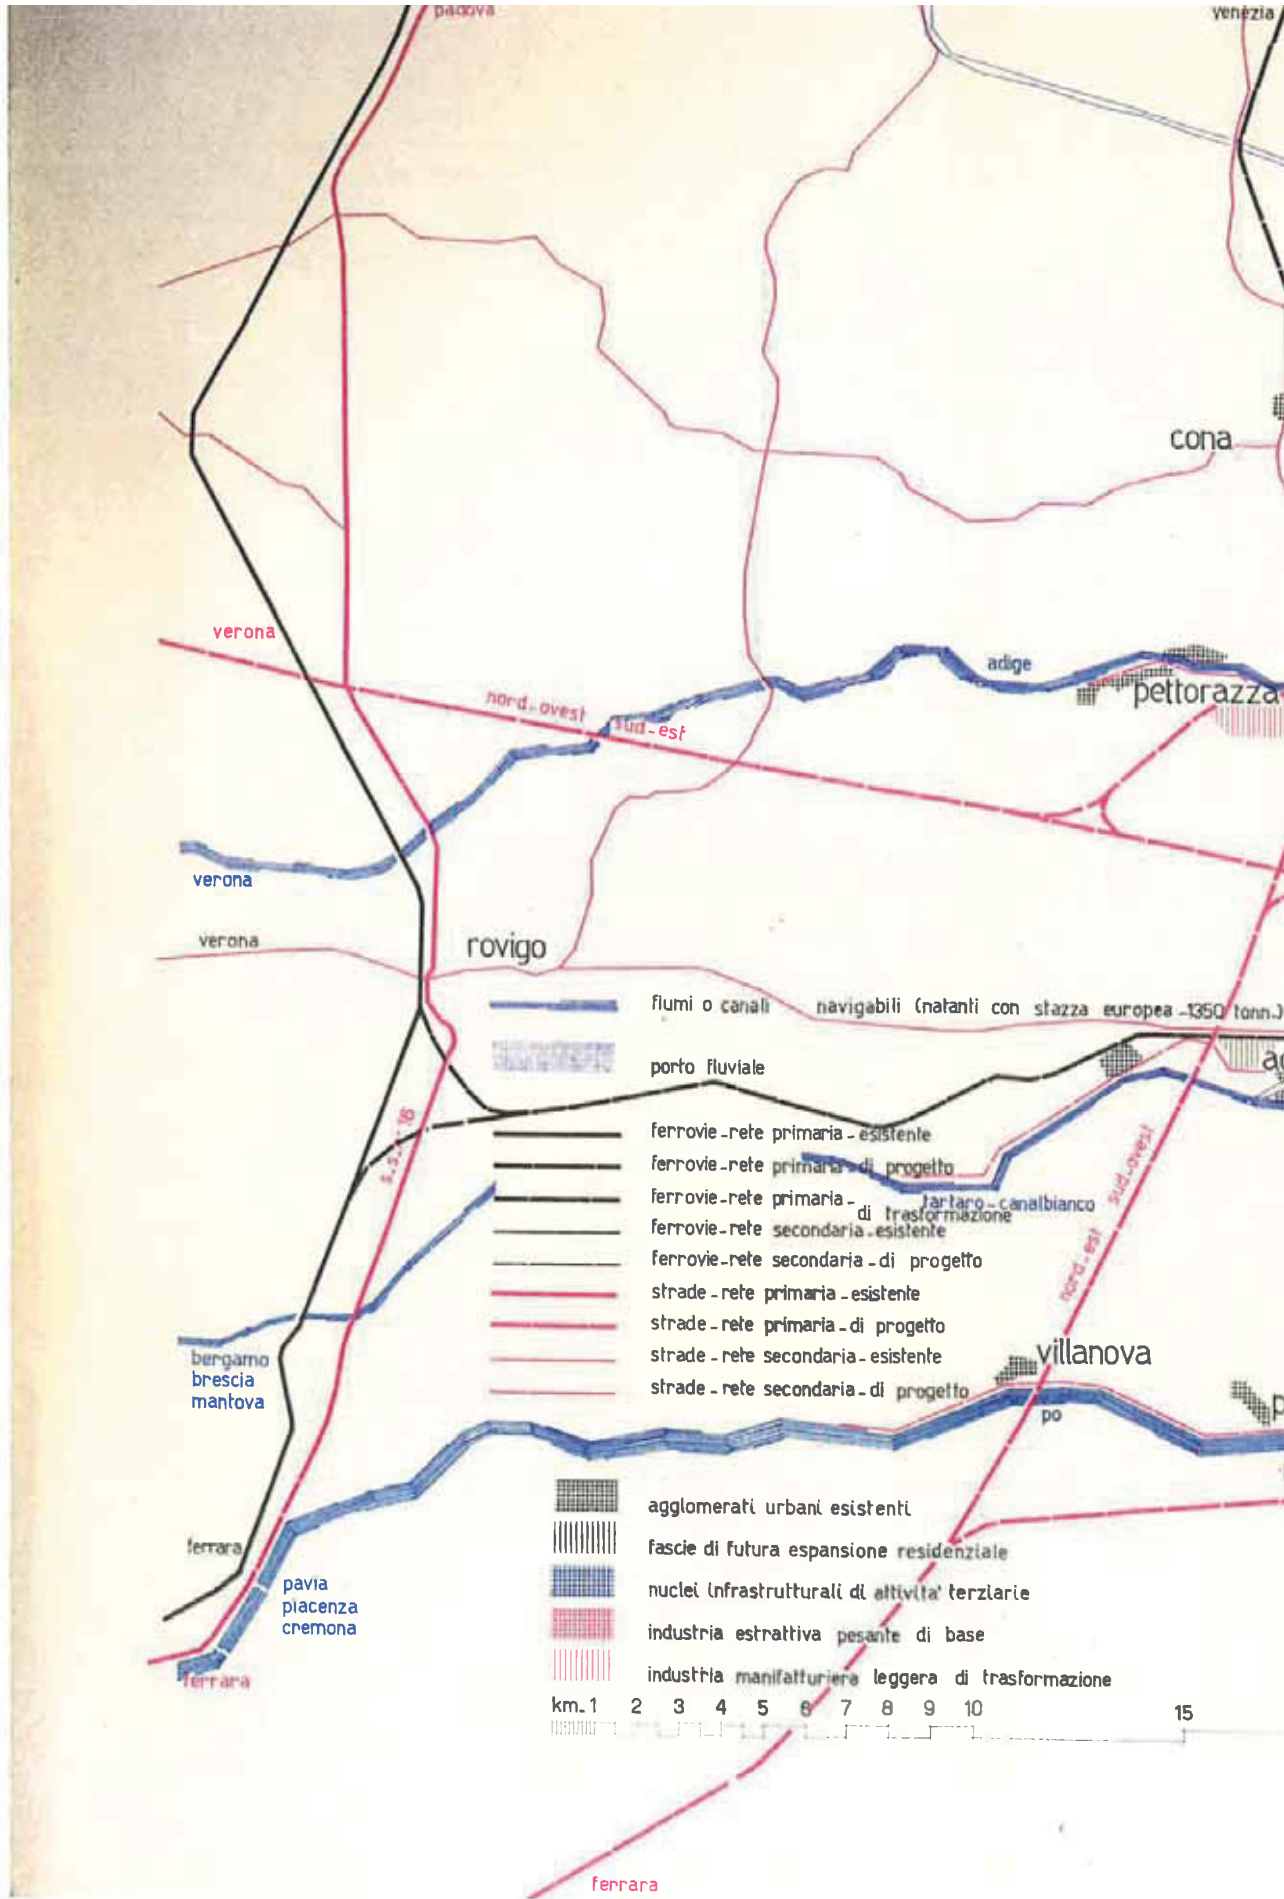 padova
venezia
cona
verona
adige
pettorazza
nord-ovest
sud-est
verona
verona
rovigo
fiumi o canali navigabili (natanti con stazza europea -1350 tonn.)
porto fluviale
s.s. 16
ferrovie-rete primaria-esistente
ferrovie-rete primaria-di progetto
ferrovie-rete primaria-
di trasformazione
tartaro-canalbianco
sud-ovest
nord-est
ferrovie-rete secondaria-esistente
ferrovie-rete secondaria-di progetto
strade-rete primaria-esistente
strade-rete primaria-di progetto
strade-rete secondaria-esistente
strade-rete secondaria-di progetto
bergamo
brescia
mantova
villanova
po
p
agglomerati urbani esistenti
fascie di futura espansione residenziale
nuclei infrastrutturali di attivita' terziarie
industria estrattiva pesante di base
industria manifatturiera leggera di trasformazione
ferrara
pavia
piacenza
cremona
ferrara
km. 1 2 3 4 5 6 7 8 9 10 15
ferrara